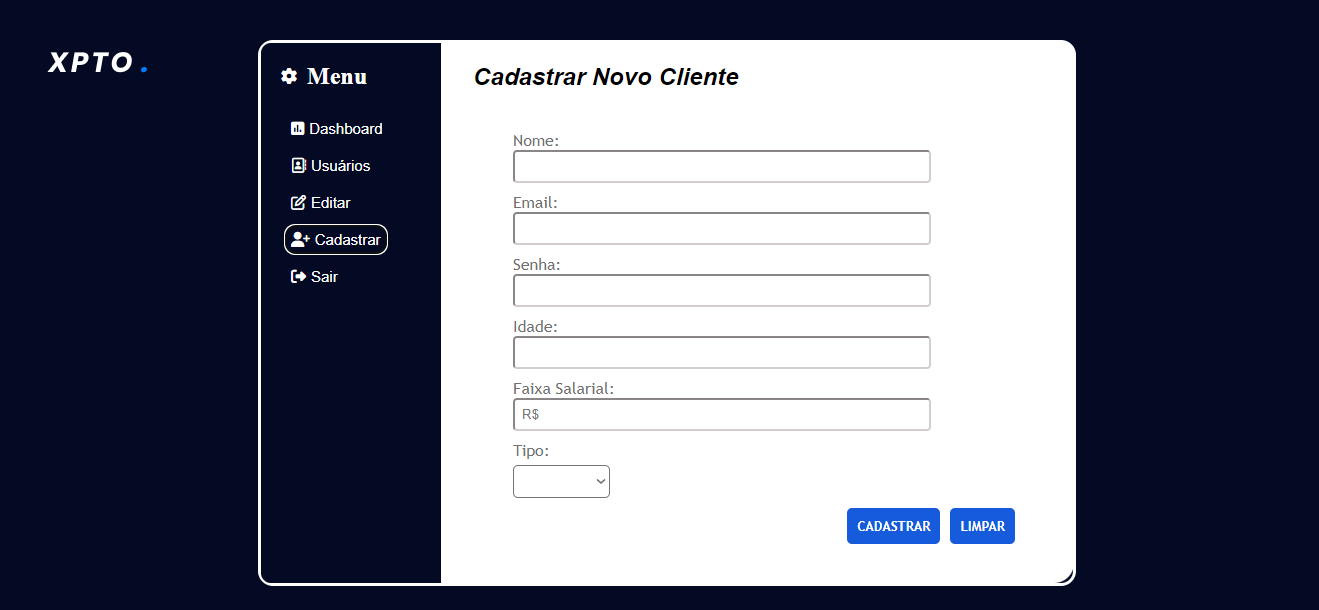 XPTO .
Menu
Dashboard
Usuários
Editar
Cadastrar
Sair
Cadastrar Novo Cliente
Nome:
Email:
Senha:
Idade:
Faixa Salarial:
R$
Tipo:
CADASTRAR
LIMPAR